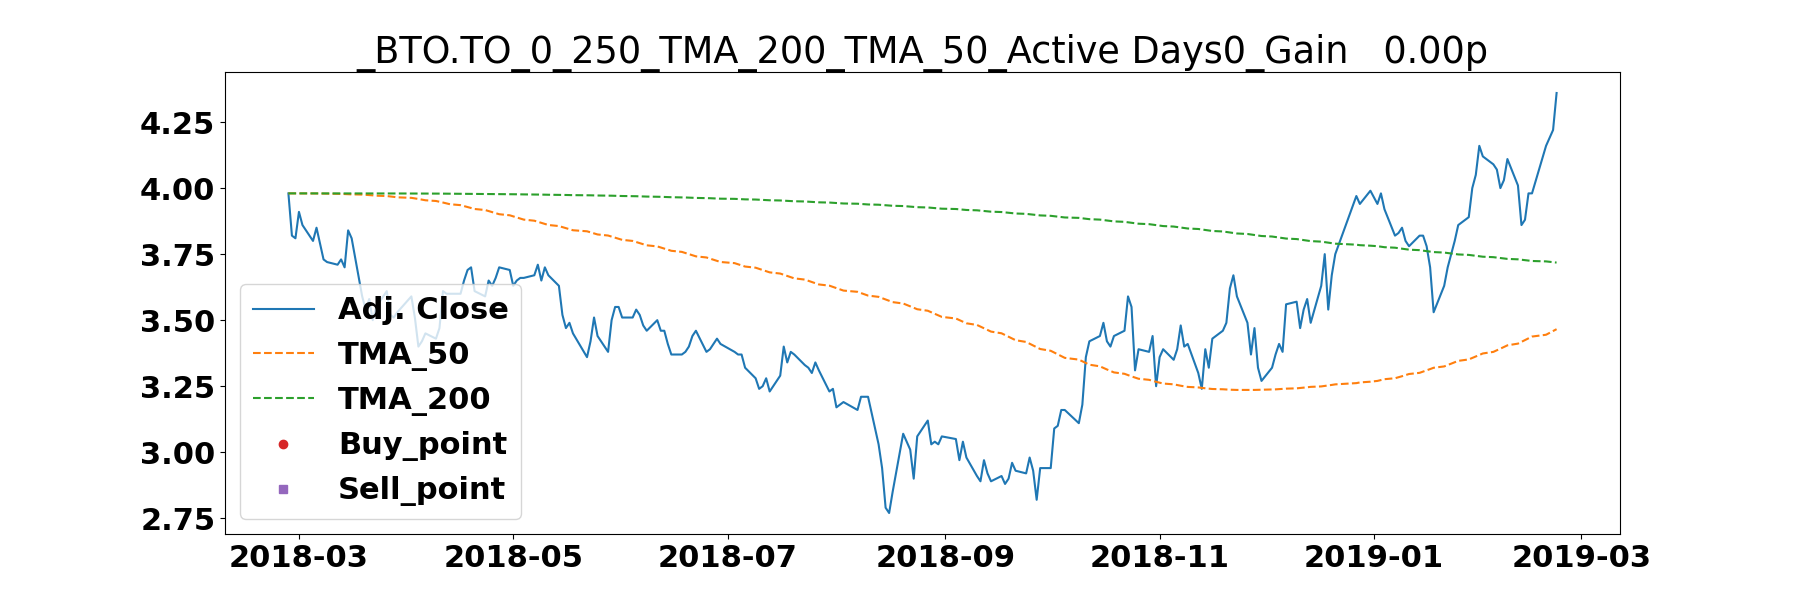 _BTO.TO_0_250_TMA_200_TMA_50_Active Days0_Gain   0.00p
4.25
4.00
3.75
3.50
3.25
3.00
2.75
Adj. Close
TMA_50
TMA_200
Buy_point
Sell_point
2018-03 2018-05 2018-07 2018-09 2018-11 2019-01 2019-03